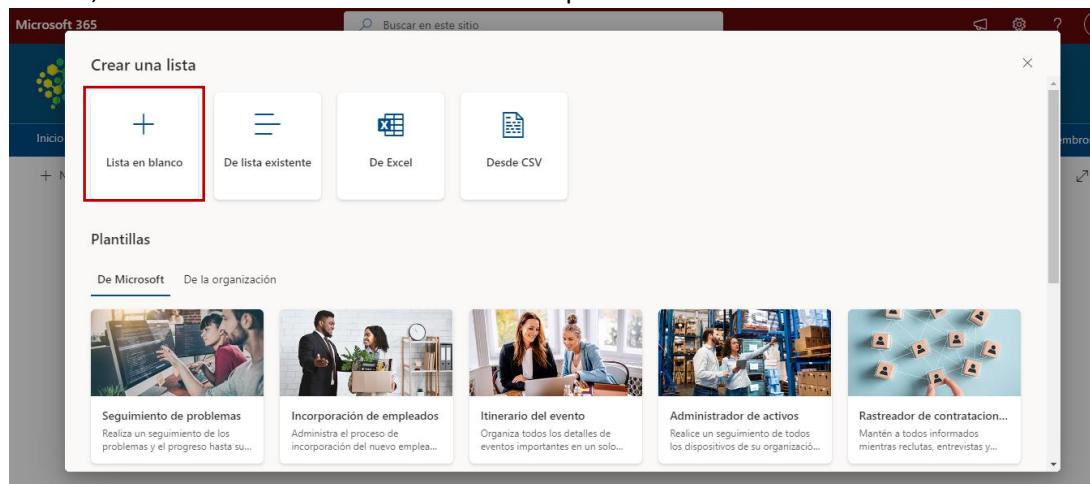 Microsoft 365
Buscar en este sitio
?
Crear una lista
Inicio
Lista en blanco
De lista existente
De Excel
Desde CSV
Plantillas
De Microsoft
De la organización
Seguimiento de problemas
Realiza un seguimiento de los
problemas y el progreso hasta su...
Incorporación de empleados
Administra el proceso de
incorporación del nuevo emplea...
Itinerario del evento
Organiza todos los detalles de
eventos importantes en un solo...
Administrador de activos
Realice un seguimiento de todos
los dispositivos de su organizació...
Rastreador de contratacion...
Mantén a todos informados
mientras reclutas, entrevistas y...